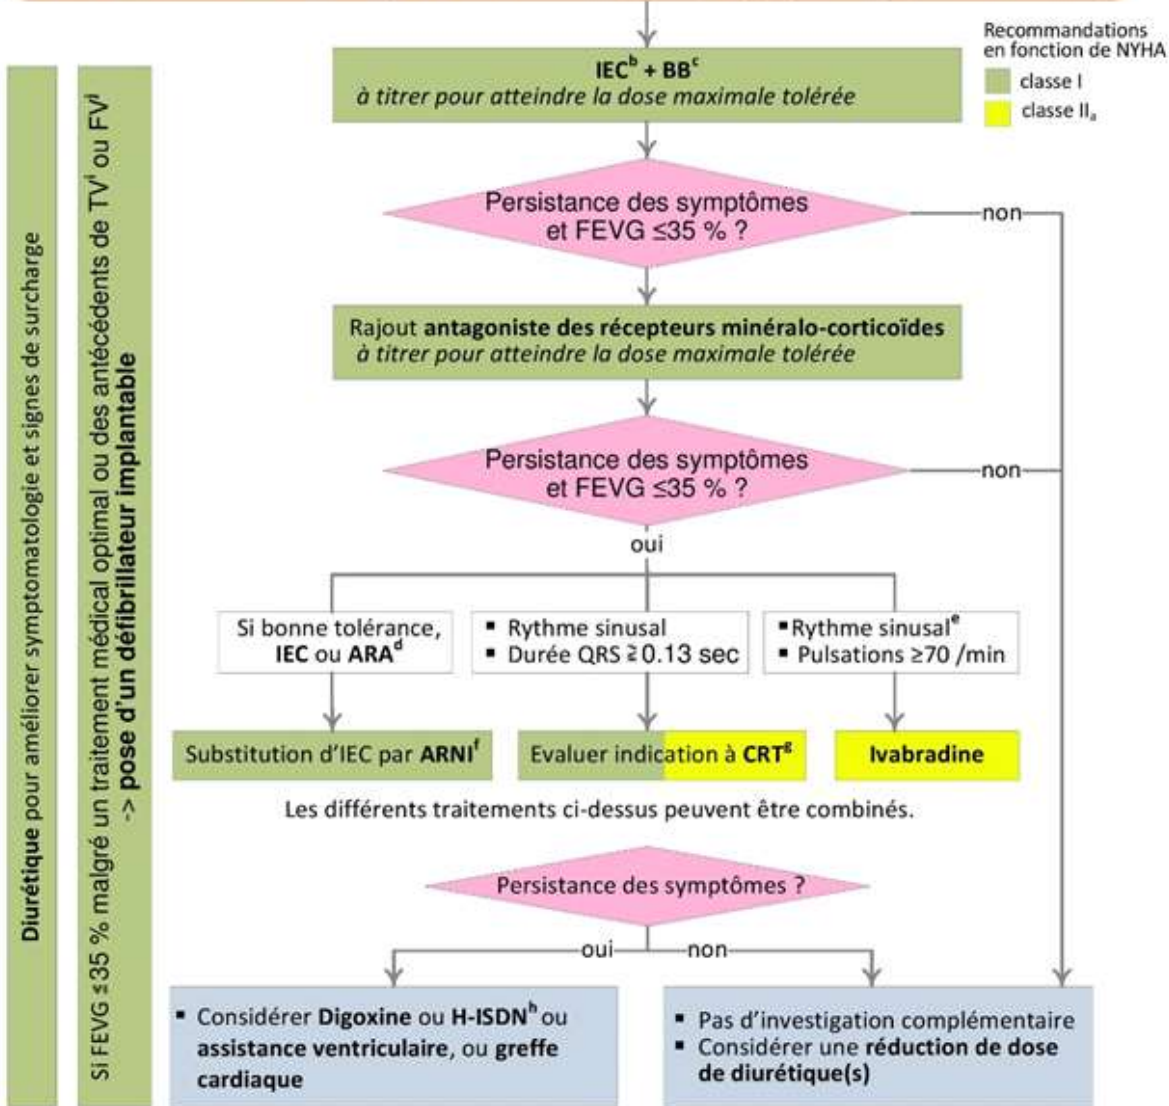 Recommandations
en fonction de NYHA
classe I
classe IIₐ
Diurétique pour améliorer symptomatologie et signes de surcharge
Si FEVG ≤35 % malgré un traitement médical optimal ou des antécédents de TVⁱ ou FVʲ
-> pose d'un défibrillateur implantable
IECᵇ + BBᶜ
à titrer pour atteindre la dose maximale tolérée
Persistance des symptômes
et FEVG ≤35 % ?
non
Rajout antagoniste des récepteurs minéralo-corticoïdes
à titrer pour atteindre la dose maximale tolérée
Persistance des symptômes
et FEVG ≤35 % ?
non
oui
Si bonne tolérance,
IEC ou ARAᵈ
▪ Rythme sinusal
▪ Durée QRS ≧0.13 sec
▪Rythme sinusalᵉ
▪ Pulsations ≥70 /min
Substitution d'IEC par ARNIᶠ
Evaluer indication à CRTᵍ
Ivabradine
Les différents traitements ci-dessus peuvent être combinés.
Persistance des symptômes ?
oui
non
▪ Considérer Digoxine ou H-ISDNʰ ou
assistance ventriculaire, ou greffe
cardiaque
▪ Pas d'investigation complémentaire
▪ Considérer une réduction de dose
de diurétique(s)